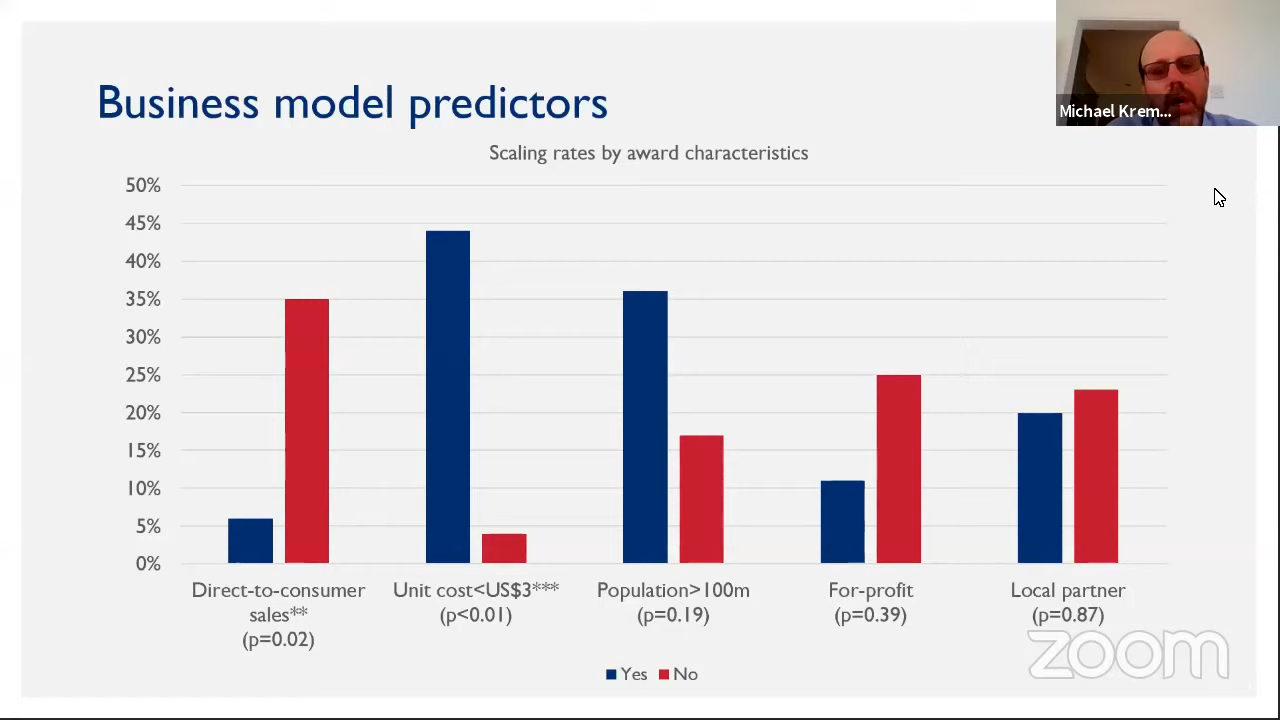 Business model predictors
Michael Krem...
Scaling rates by award characteristics
50%
45%
40%
35%
30%
25%
20%
15%
10%
5%
0%
Direct-to-consumer
sales**
(p=0.02)
Unit cost<US$3***
(p<0.01)
Population>100m
(p=0.19)
For-profit
(p=0.39)
Local partner
(p=0.87)
Yes
No
zoom